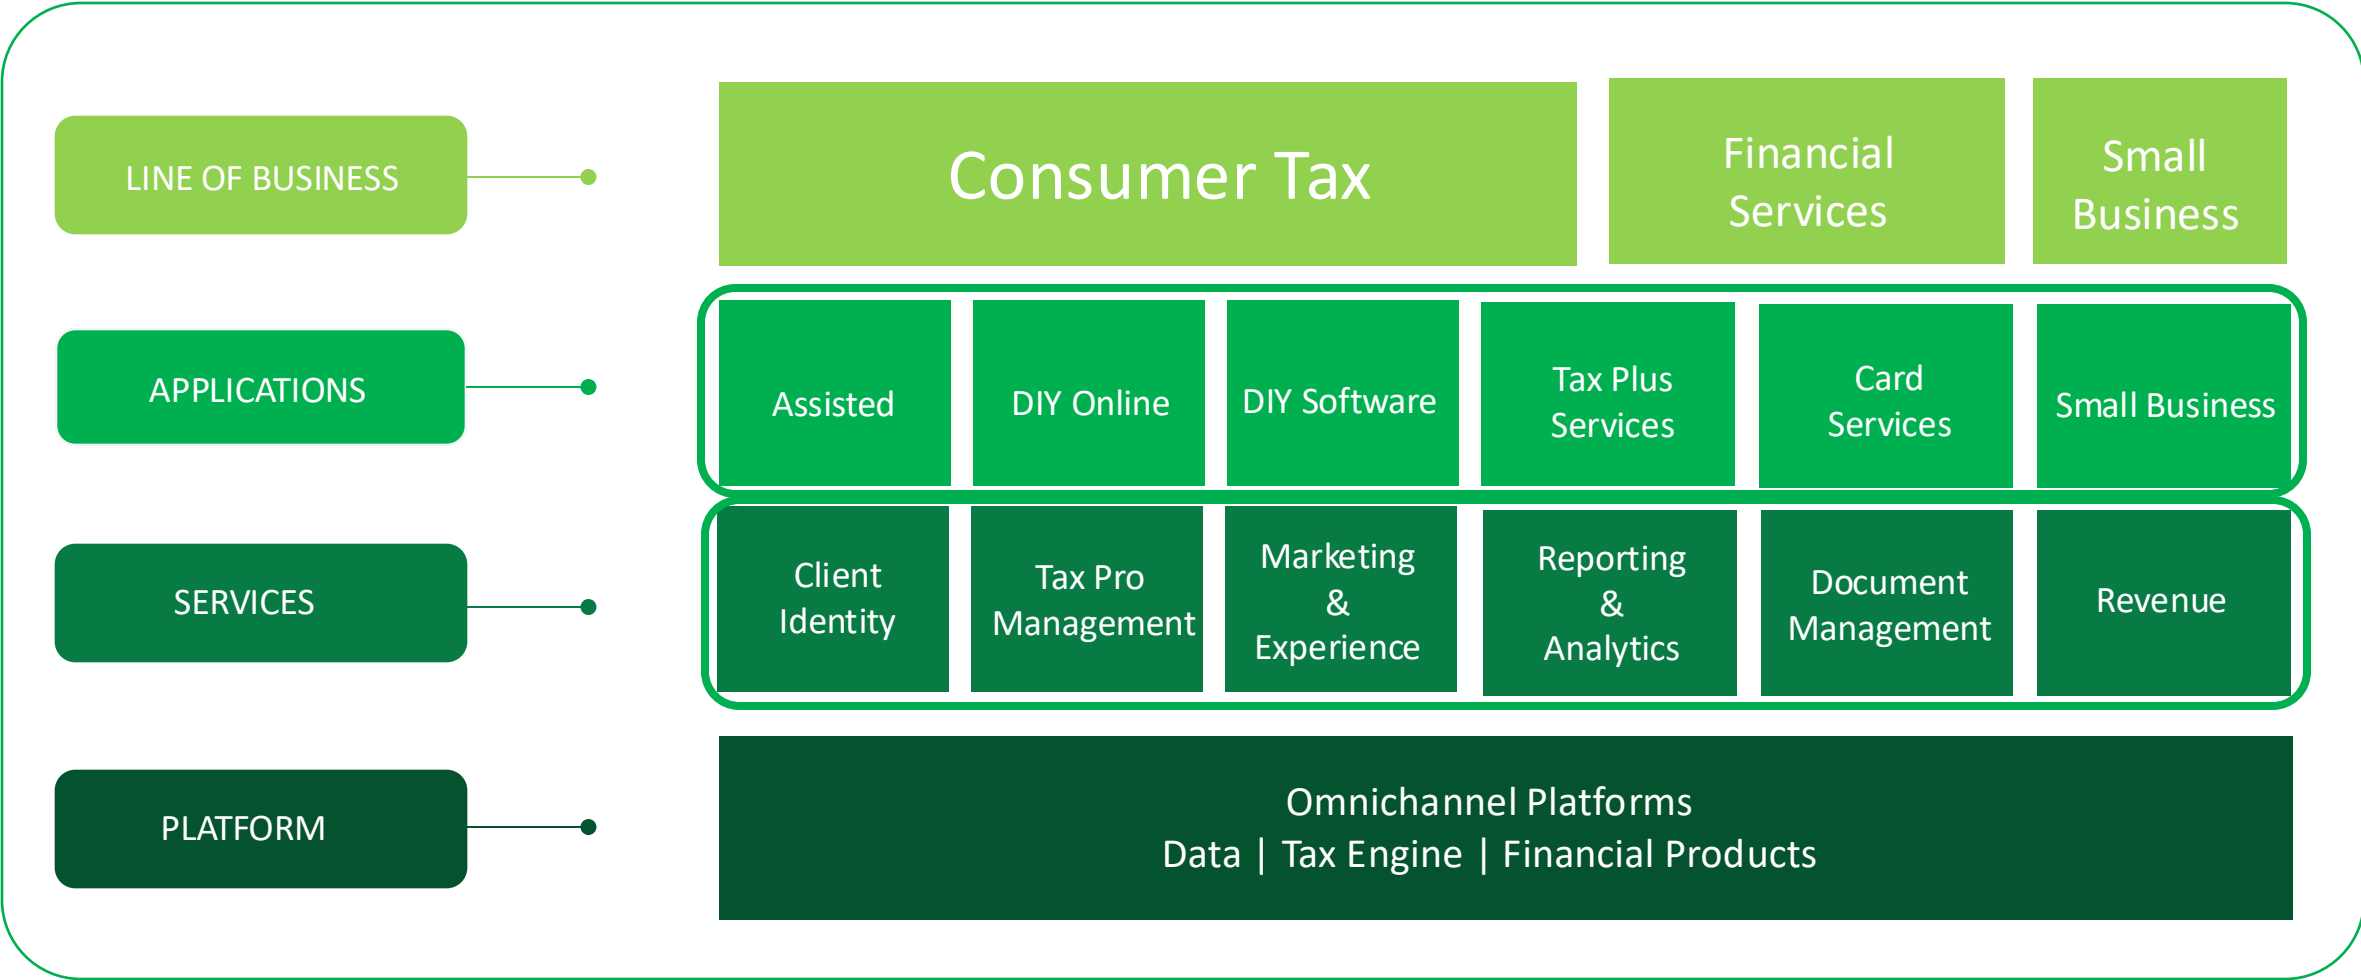 LINE OF BUSINESS
Consumer Tax
Financial
Services
Small
Business
APPLICATIONS
Assisted
DIY Online
DIY Software
Tax Plus
Services
Card
Services
Small Business
SERVICES
Client
Identity
Tax Pro
Management
Marketing
&
Experience
Reporting
&
Analytics
Document
Management
Revenue
PLATFORM
Omnichannel Platforms
Data | Tax Engine | Financial Products